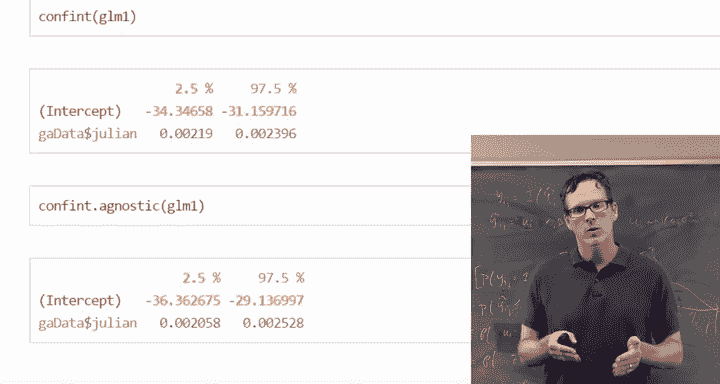 confint(glm1)
2.5 % 97.5 %
(Intercept) -34.34658 -31.159716
gaData$julian 0.00219 0.002396
confint.agnostic(glm1)
2.5 % 97.5 %
(Intercept) -36.362675 -29.136997
gaData$julian 0.002058 0.002528